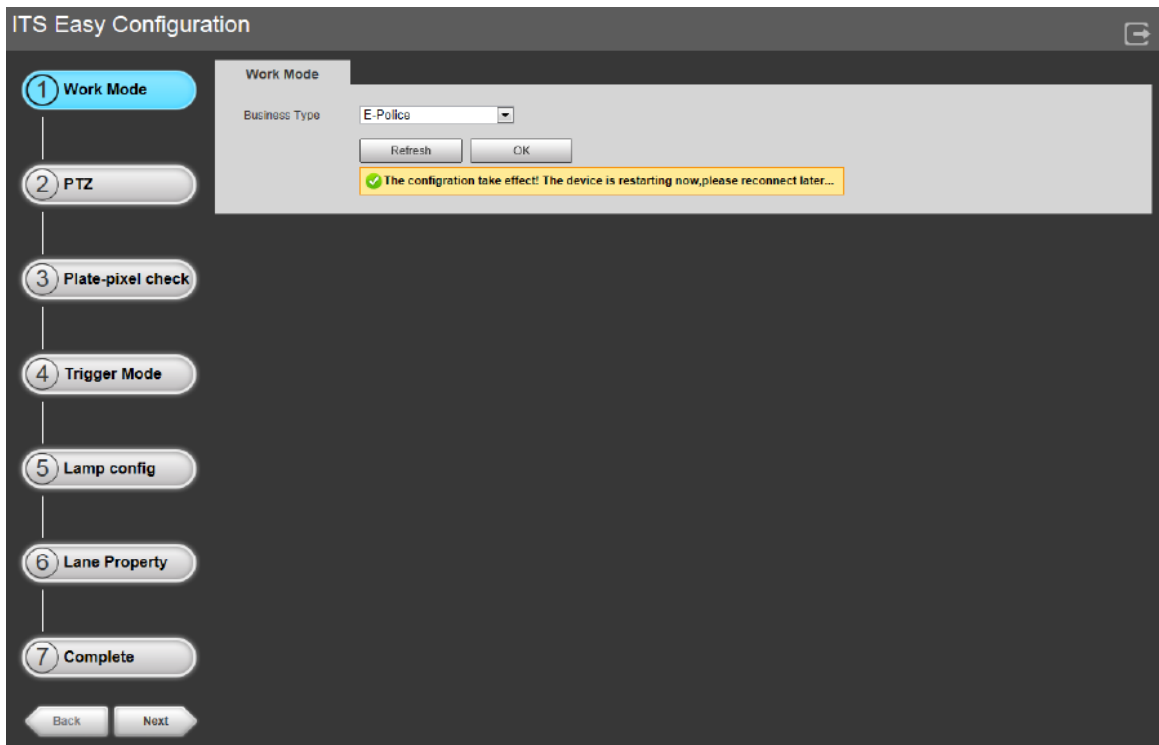 ITS Easy Configuration
1 Work Mode
2 PTZ
3 Plate-pixel check
4 Trigger Mode
5 Lamp config
6 Lane Property
7 Complete
Back Next
Work Mode
Business Type E-Police
Refresh OK
The configration take effect! The device is restarting now,please reconnect later...